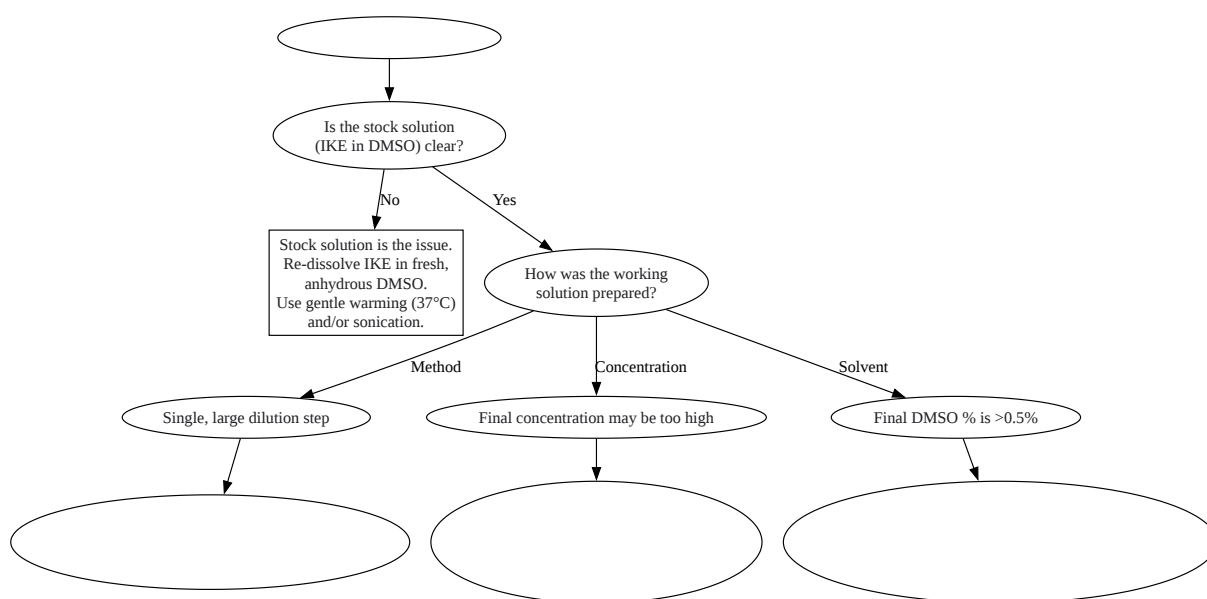 Is the stock solution
(IKE in DMSO) clear?
No
Yes
Stock solution is the issue.
Re-dissolve IKE in fresh,
anhydrous DMSO.
Use gentle warming (37°C)
and/or sonication.
How was the working
solution prepared?
Method
Concentration
Solvent
Single, large dilution step
Final concentration may be too high
Final DMSO % is >0.5%